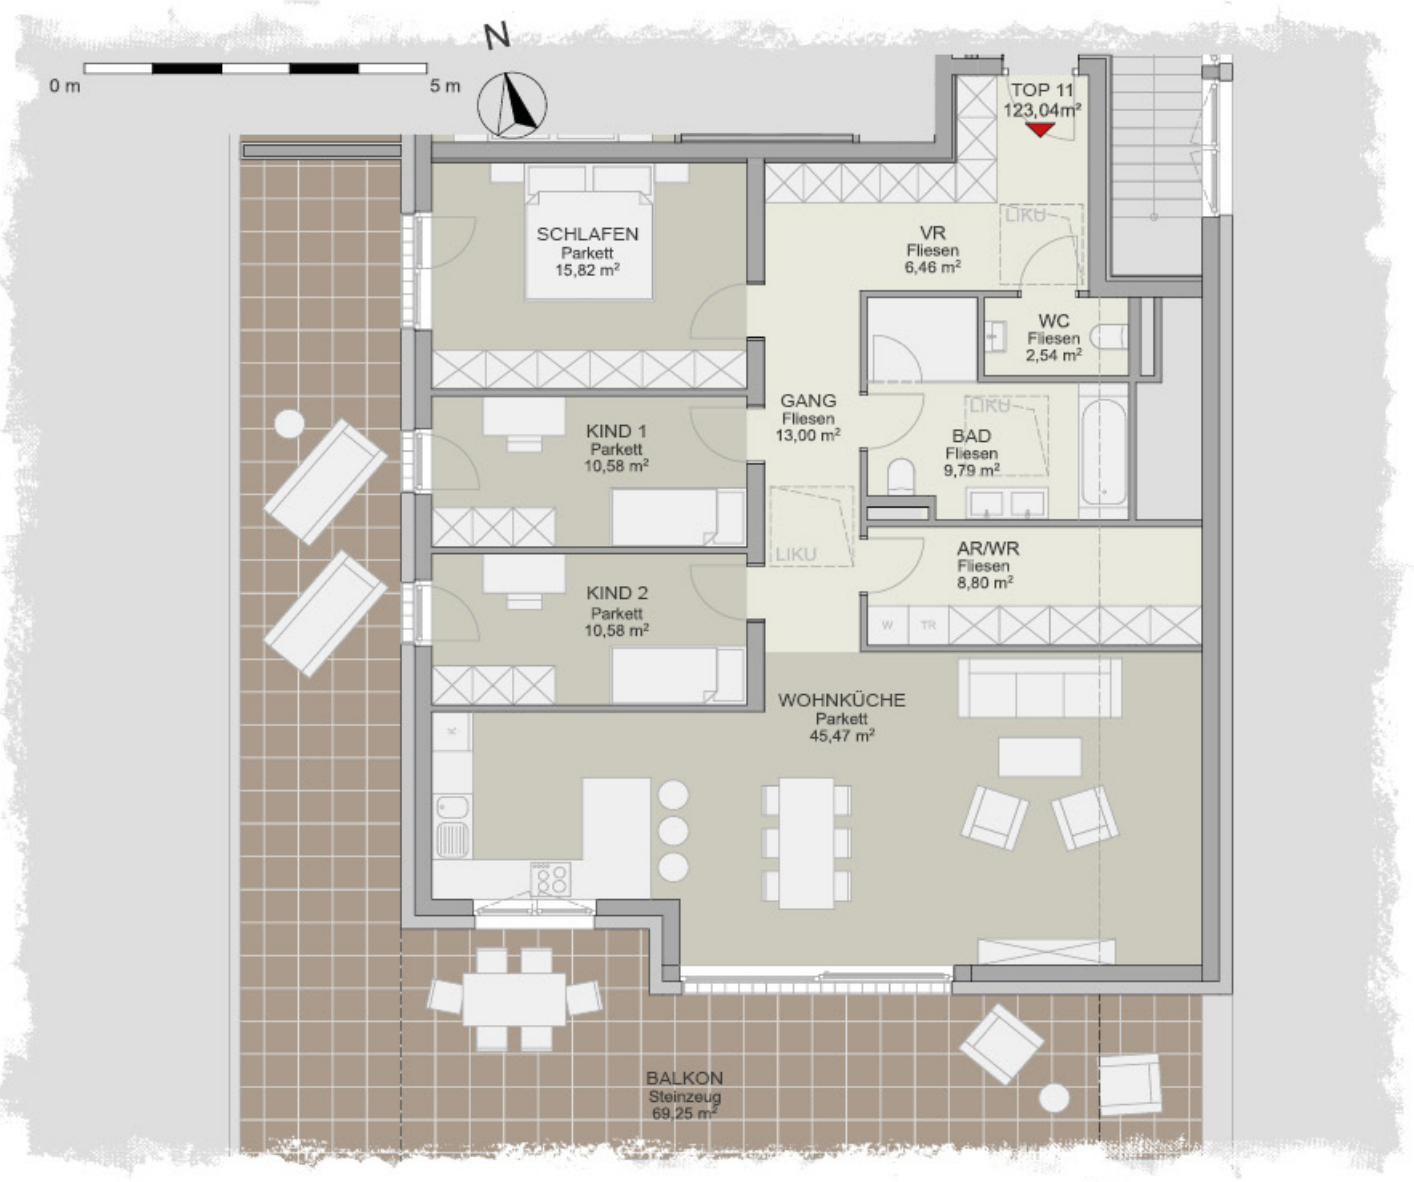 N
0 m
5 m
TOP 11
123,04m²
LIKU
SCHLAFEN
Parkett
15,82 m²
VR
Fliesen
6,46 m²
WC
Fliesen
2,54 m²
GANG
Fliesen
13,00 m²
LIKU
BAD
Fliesen
9,79 m²
KIND 1
Parkett
10,58 m²
LIKU
AR/WR
Fliesen
8,80 m²
W
TR
KIND 2
Parkett
10,58 m²
WOHNKÜCHE
Parkett
45,47 m²
K
BALKON
Steinzeug
69,25 m²